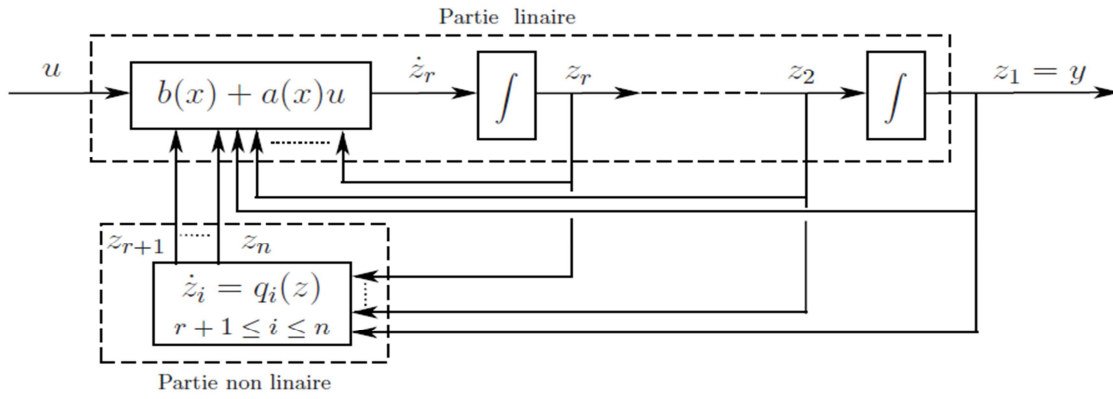 Partie linaire
u
b(x) + a(x)u
ż_r
∫
z_r
z_2
∫
z_1 = y
z_{r+1}
z_n
ż_i = q_i(z)
r + 1 ≤ i ≤ n
Partie non linaire